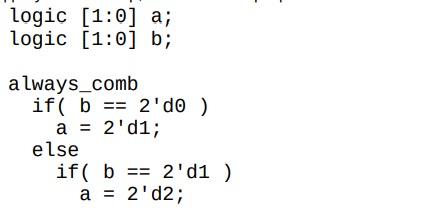 logic [1:0] a;
logic [1:0] b;
always_comb
if( b == 2'd0 )
a = 2'd1;
else
if( b == 2'd1 )
a = 2'd2;